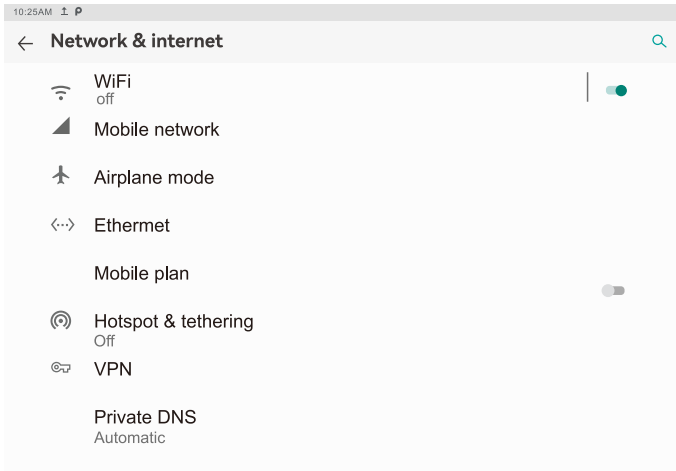 10:25AM
Network & internet
WiFi
off
Mobile network
Airplane mode
Ethermet
Mobile plan
Hotspot & tethering
Off
VPN
Private DNS
Automatic